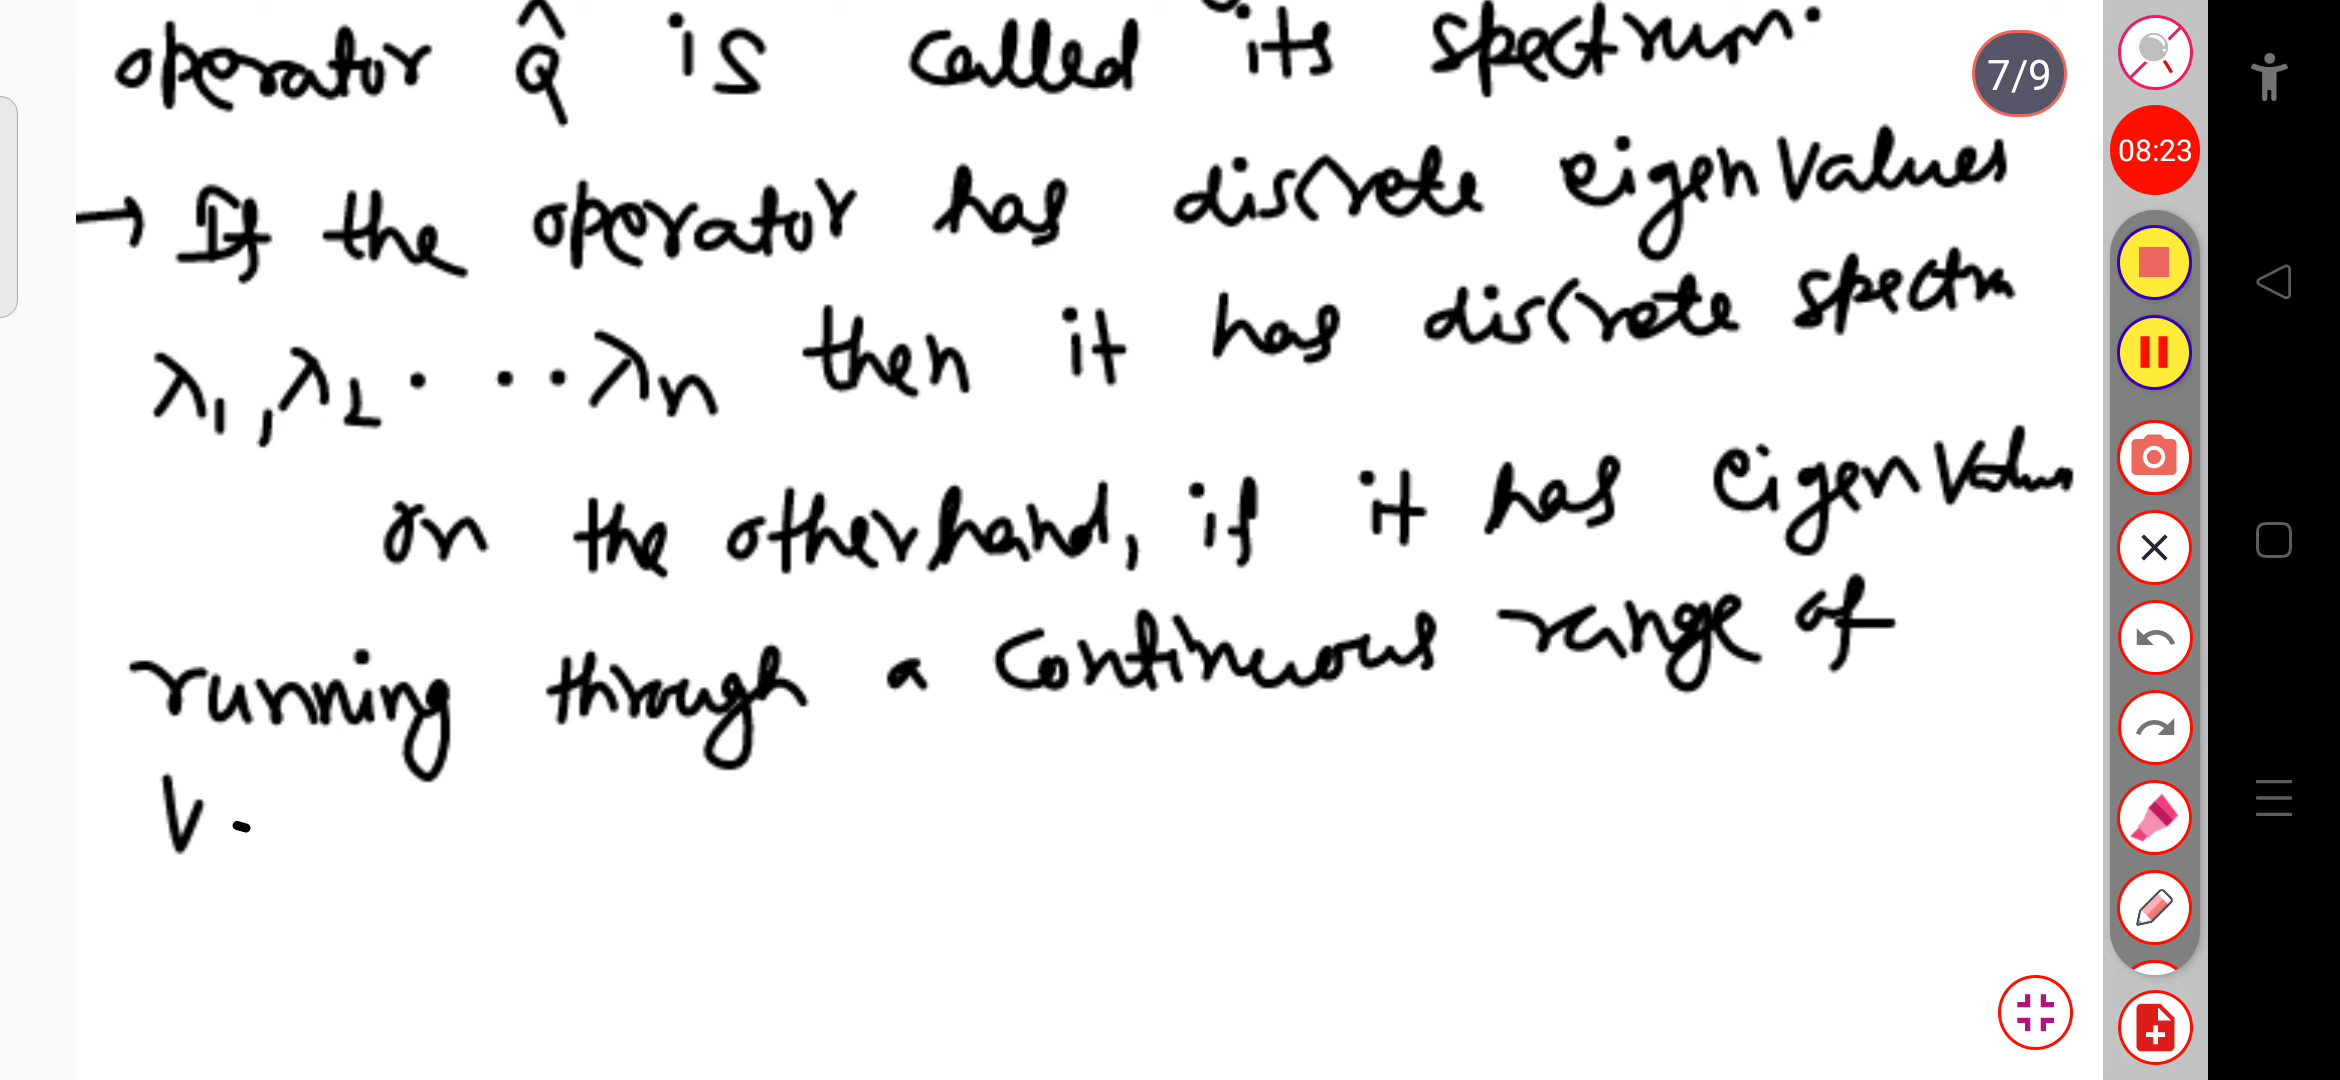 operator Q̂ is called its spectrum.
7/9
08:23
→ If the operator has discrete eigen values
λ1, λ2 . . . . λn then it has discrete spectra
on the other hand, if it has eigen values
running through a continuous range of
V